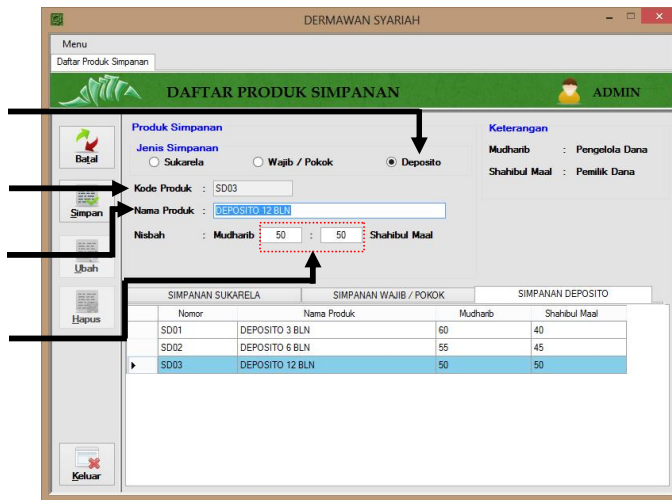 DERMAWAN SYARIAH
Menu
Daftar Produk Simpanan
DAFTAR PRODUK SIMPANAN
ADMIN
Batal
Simpan
Ubah
Hapus
Keluar
Produk Simpanan
Jenis Simpanan
Sukarela Wajib / Pokok Deposito
Kode Produk : SD03
Nama Produk : DEPOSITO 12 BLN
Nisbah : Mudharib 50 : 50 Shahibul Maal
Keterangan
Mudharib : Pengelola Dana
Shahibul Maal : Pemilik Dana
SIMPANAN SUKARELA SIMPANAN WAJIB / POKOK SIMPANAN DEPOSITO
Nomor Nama Produk Mudharib Shahibul Maal
SD01 DEPOSITO 3 BLN 60 40
SD02 DEPOSITO 6 BLN 55 45
SD03 DEPOSITO 12 BLN 50 50